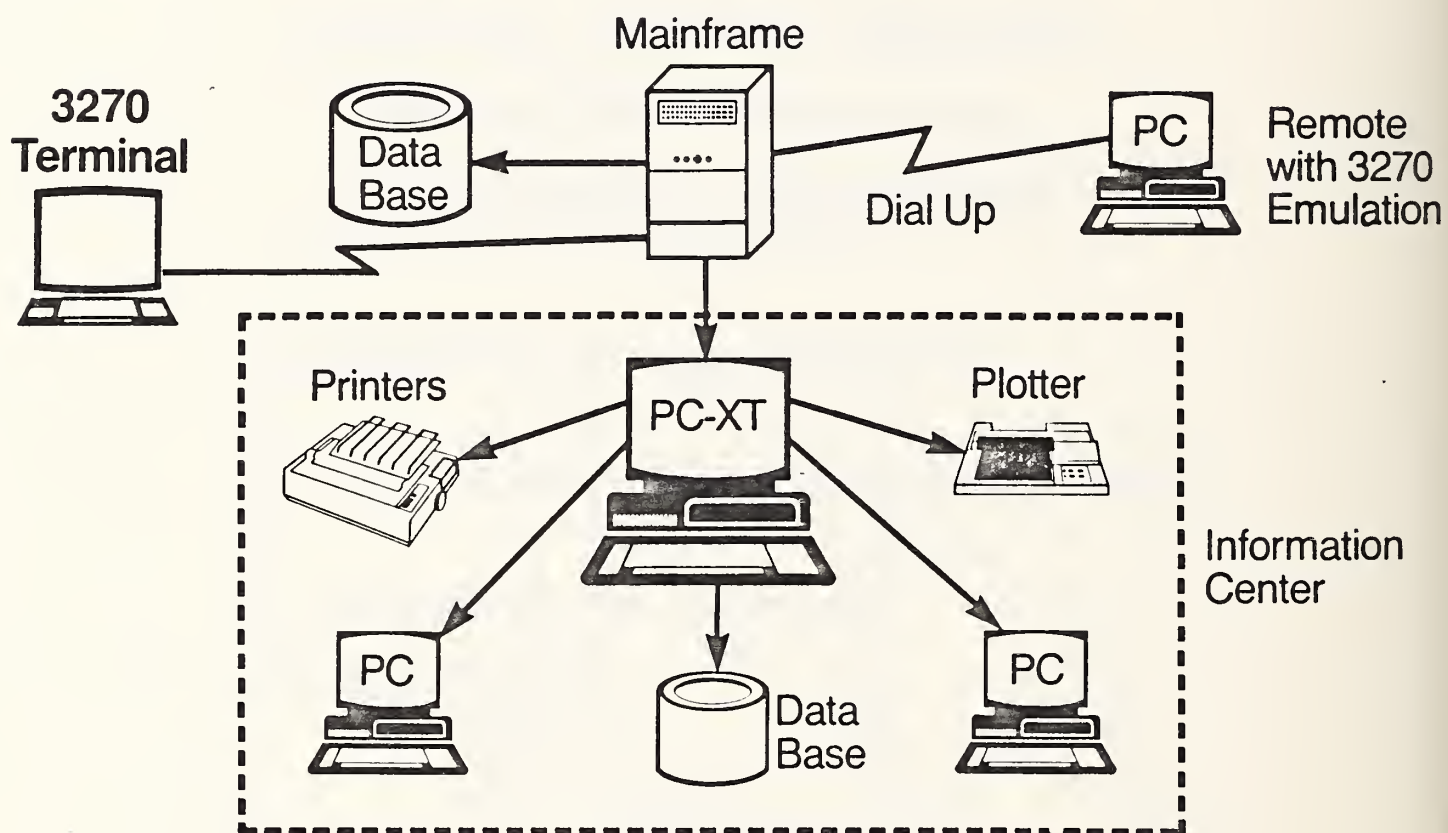 Mainframe
3270
Terminal
Data
Base
PC
Remote
with 3270
Emulation
Dial Up
Printers
PC-XT
Plotter
Information
Center
PC
Data
Base
PC